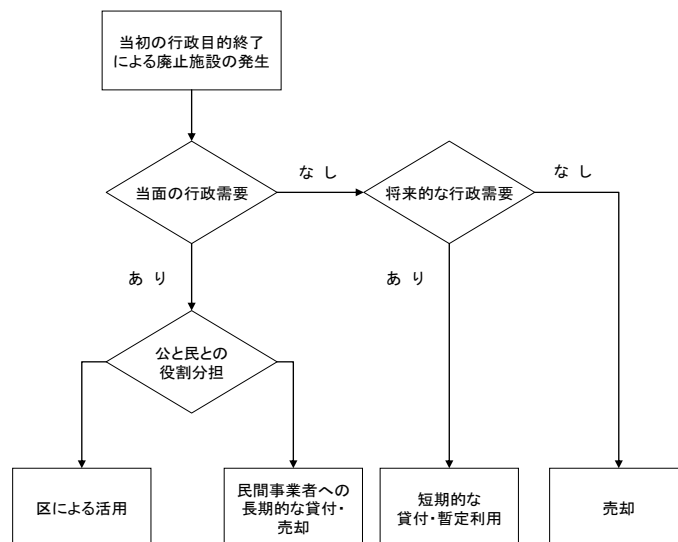 当初の行政目的終了
による廃止施設の発生
当面の行政需要
なし
将来的な行政需要
なし
あり
あり
公と民との
役割分担
区による活用
民間事業者への
長期的な貸付・
売却
短期的な
貸付・暫定利用
売却